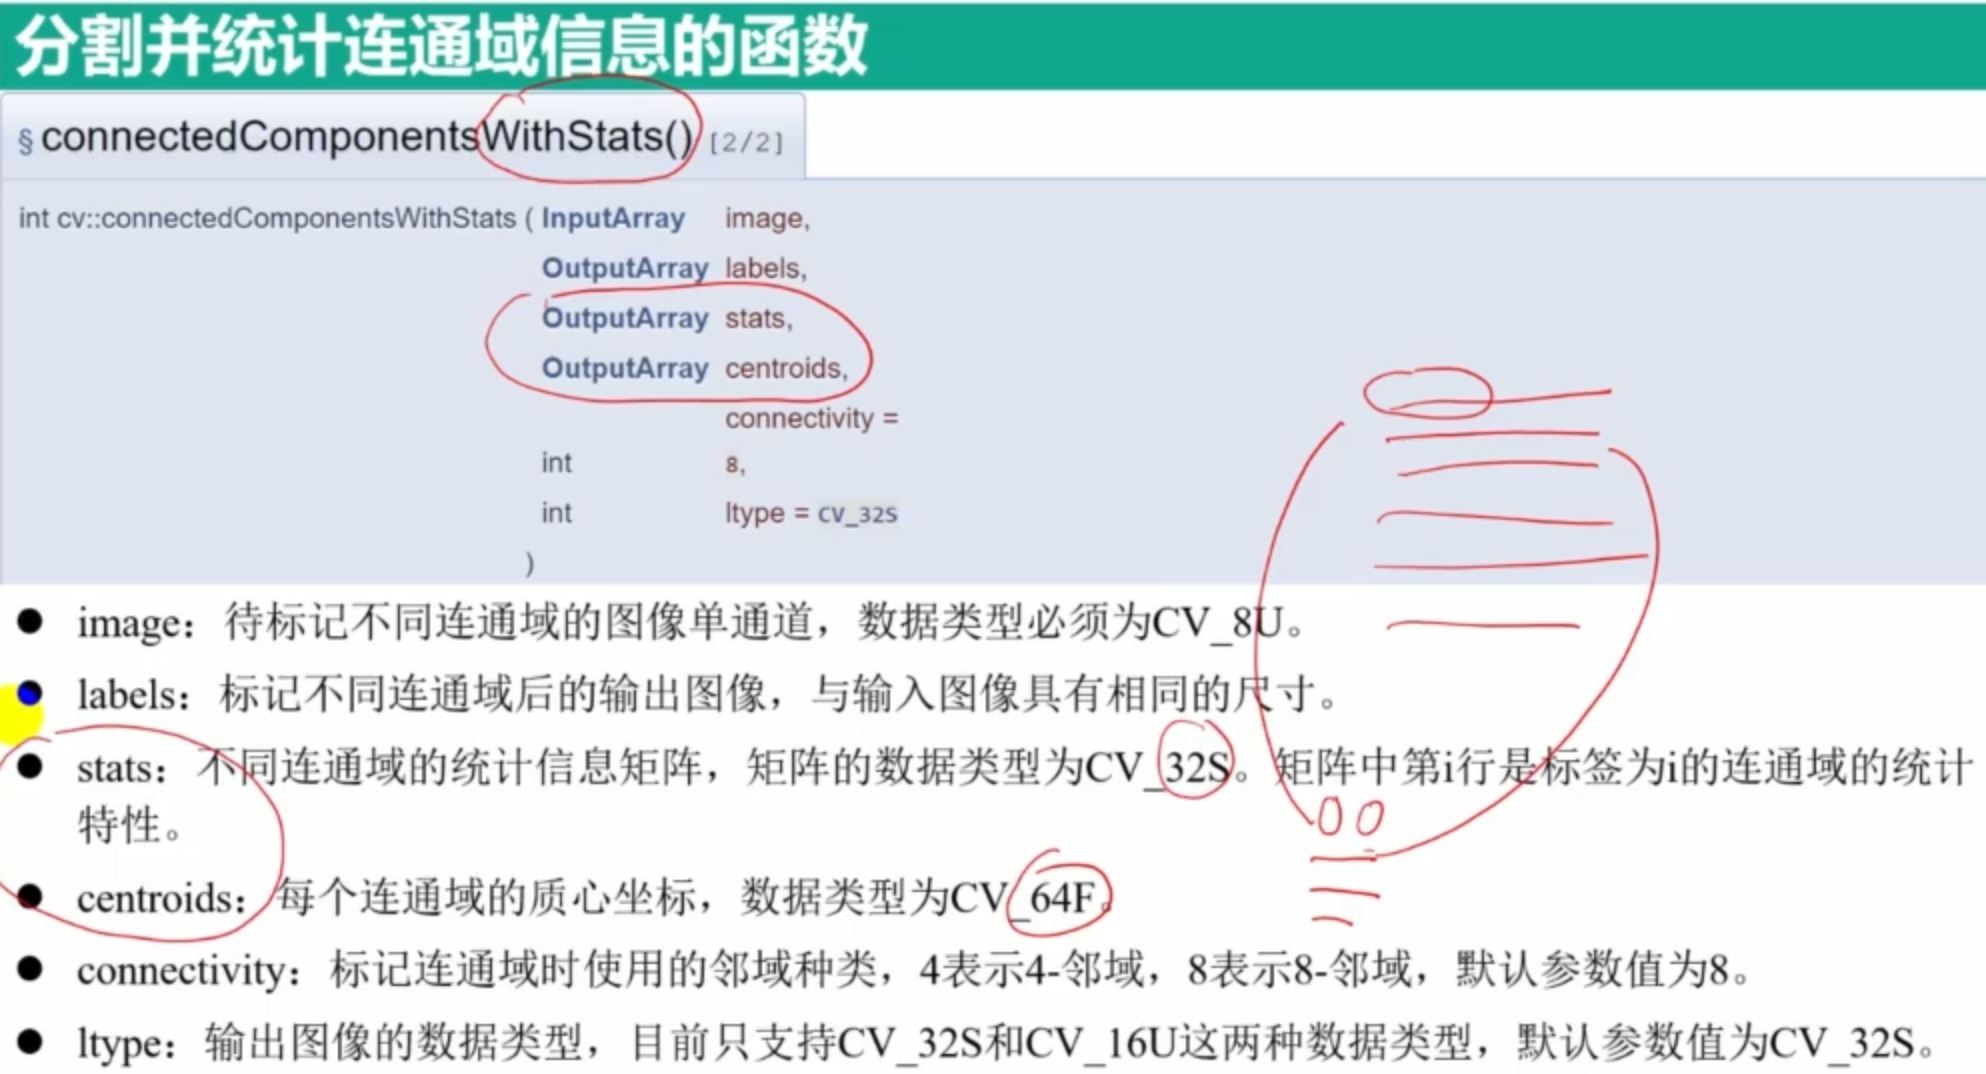 分割并统计连通域信息的函数
§ connectedComponentsWithStats() [2/2]
int cv::connectedComponentsWithStats ( InputArray image,
OutputArray labels,
OutputArray stats,
OutputArray centroids,
connectivity =
int 8,
int ltype = CV_32S
)
● image：待标记不同连通域的图像单通道，数据类型必须为CV_8U。
● labels：标记不同连通域后的输出图像，与输入图像具有相同的尺寸。
● stats：不同连通域的统计信息矩阵，矩阵的数据类型为CV_32S。矩阵中第i行是标签为i的连通域的统计
特性。
00
● centroids：每个连通域的质心坐标，数据类型为CV_64F。
● connectivity：标记连通域时使用的邻域种类，4表示4-邻域，8表示8-邻域，默认参数值为8。
● ltype：输出图像的数据类型，目前只支持CV_32S和CV_16U这两种数据类型，默认参数值为CV_32S。